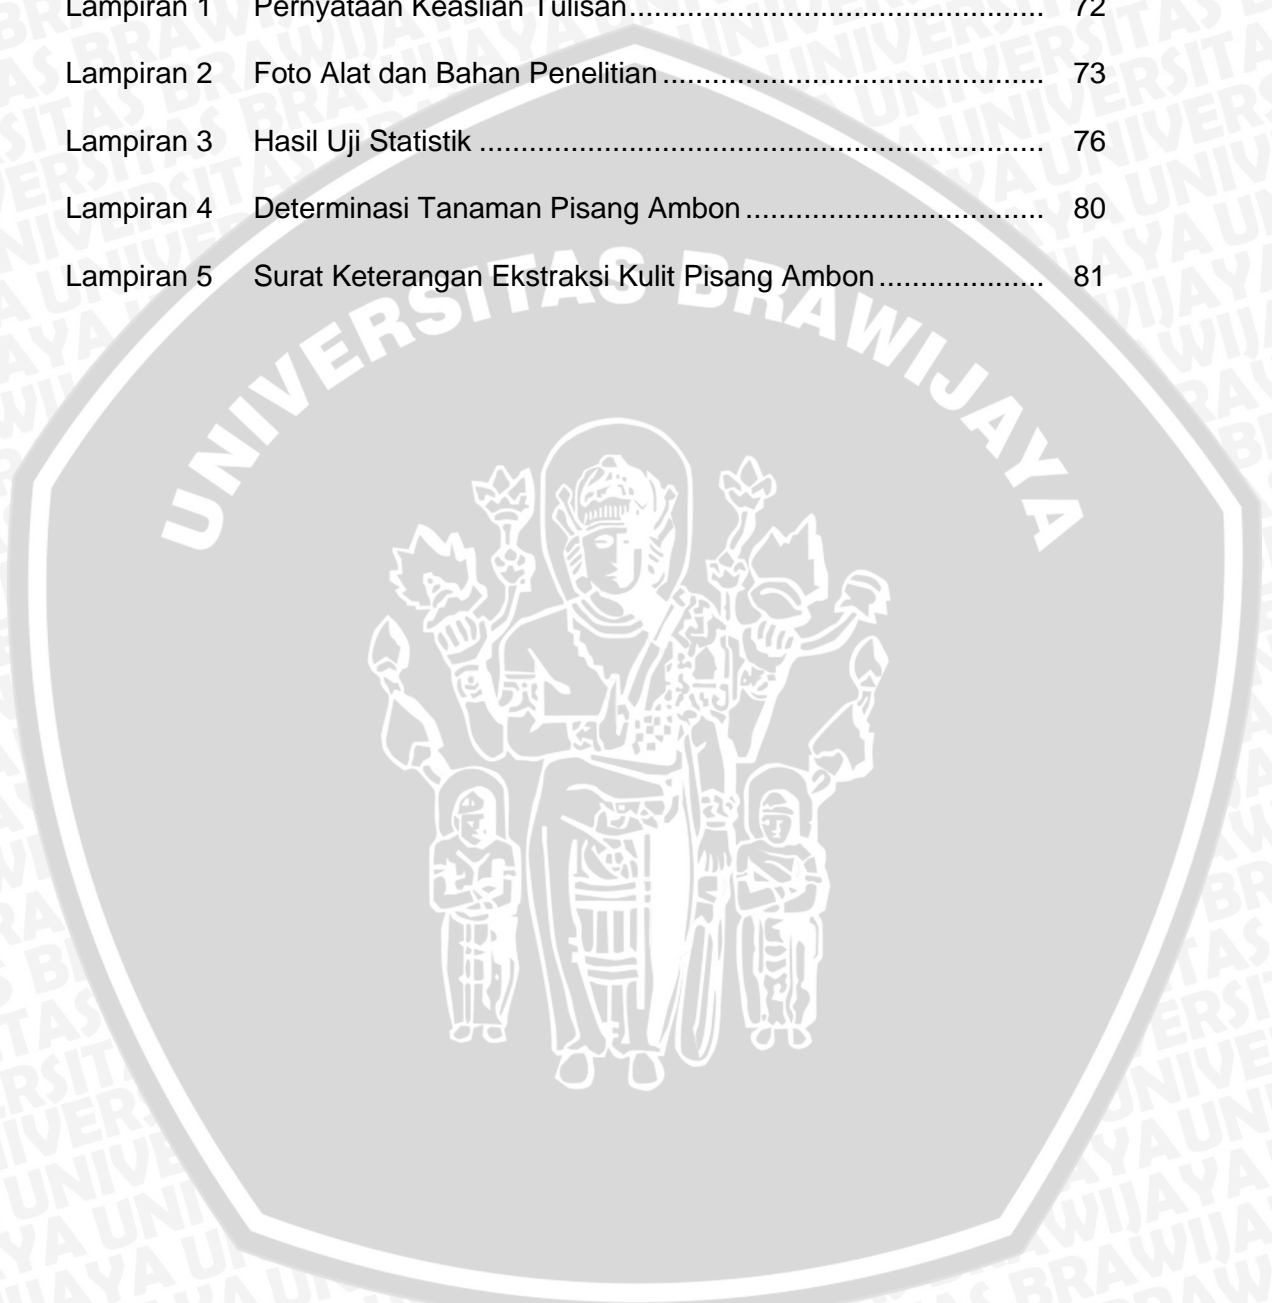 Lampiran 1 Pernyataan Keaslian Tulisan.................................................. 72
Lampiran 2 Foto Alat dan Bahan Penelitian .............................................. 73
Lampiran 3 Hasil Uji Statistik .................................................................... 76
Lampiran 4 Determinasi Tanaman Pisang Ambon .................................... 80
Lampiran 5 Surat Keterangan Ekstraksi Kulit Pisang Ambon .................... 81
UNIVERSITAS BRAWIJAYA